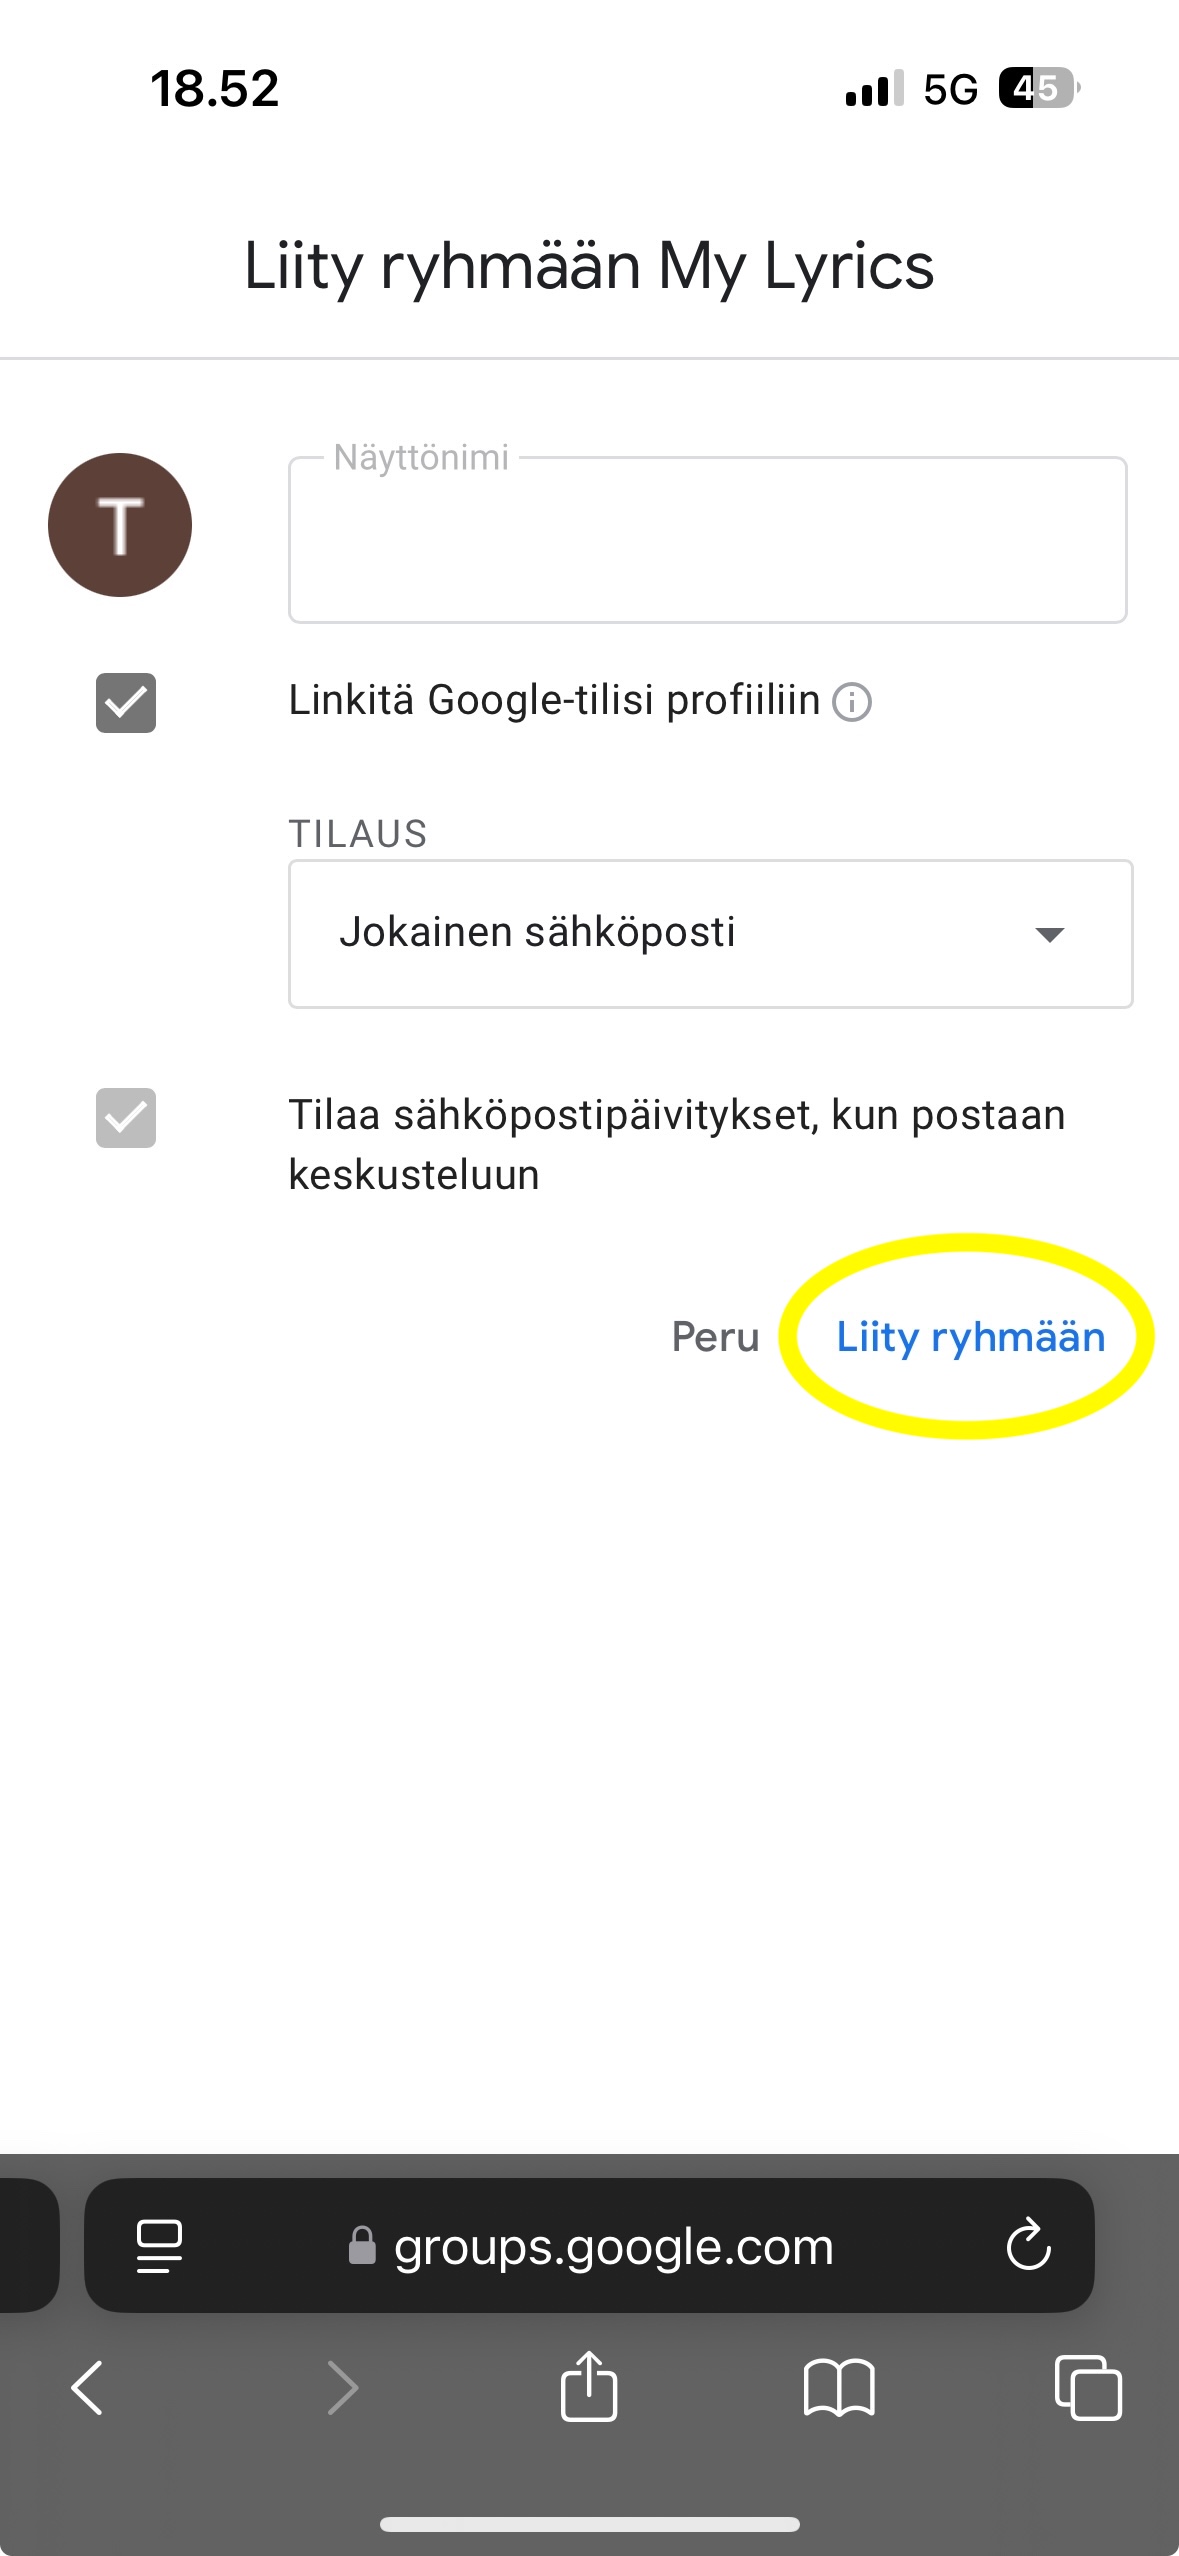 18.52
5G
45
Liity ryhmään My Lyrics
Näyttönimi
T
Linkitä Google-tilisi profiiliin
TILAUS
Jokainen sähköposti
Tilaa sähköpostipäivitykset, kun postaan
keskusteluun
Peru
Liity ryhmään
groups.google.com